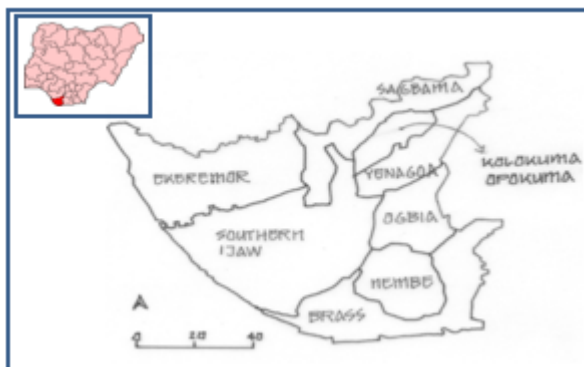 SAGBAMA
KOLOKUMA
OPOKUMA
EKEREMOR
YENAGOA
OGBIA
SOUTHERN
IJAW
NEMBE
BRASS
A
0 20 40